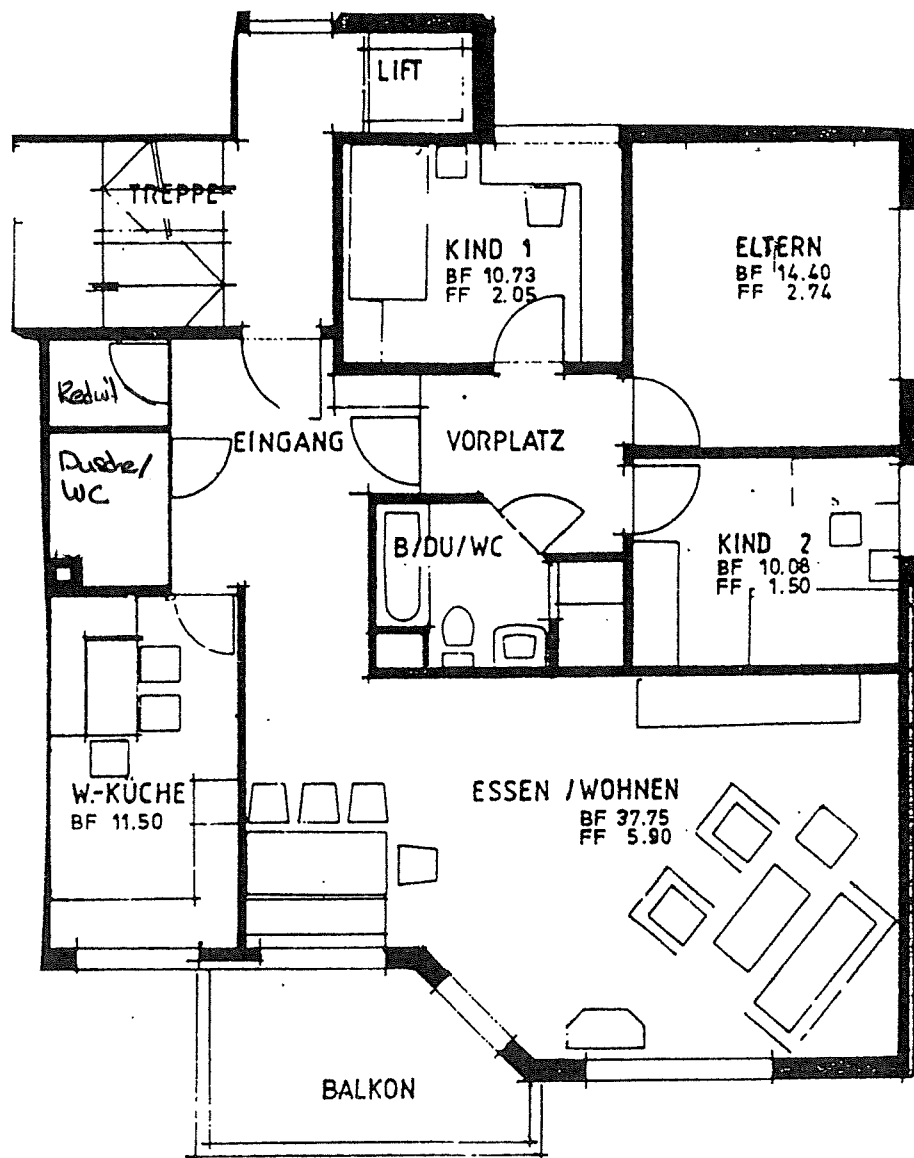 LIFT
TREPPE
KIND 1
BF 10.73
FF 2.05
ELTERN
BF 14.40
FF 2.74
Reduit
EINGANG
VORPLATZ
Dusche/
WC
B/DU/WC
KIND 2
BF 10.08
FF 1.50
W.-KÜCHE
BF 11.50
ESSEN / WOHNEN
BF 37.75
FF 5.90
BALKON